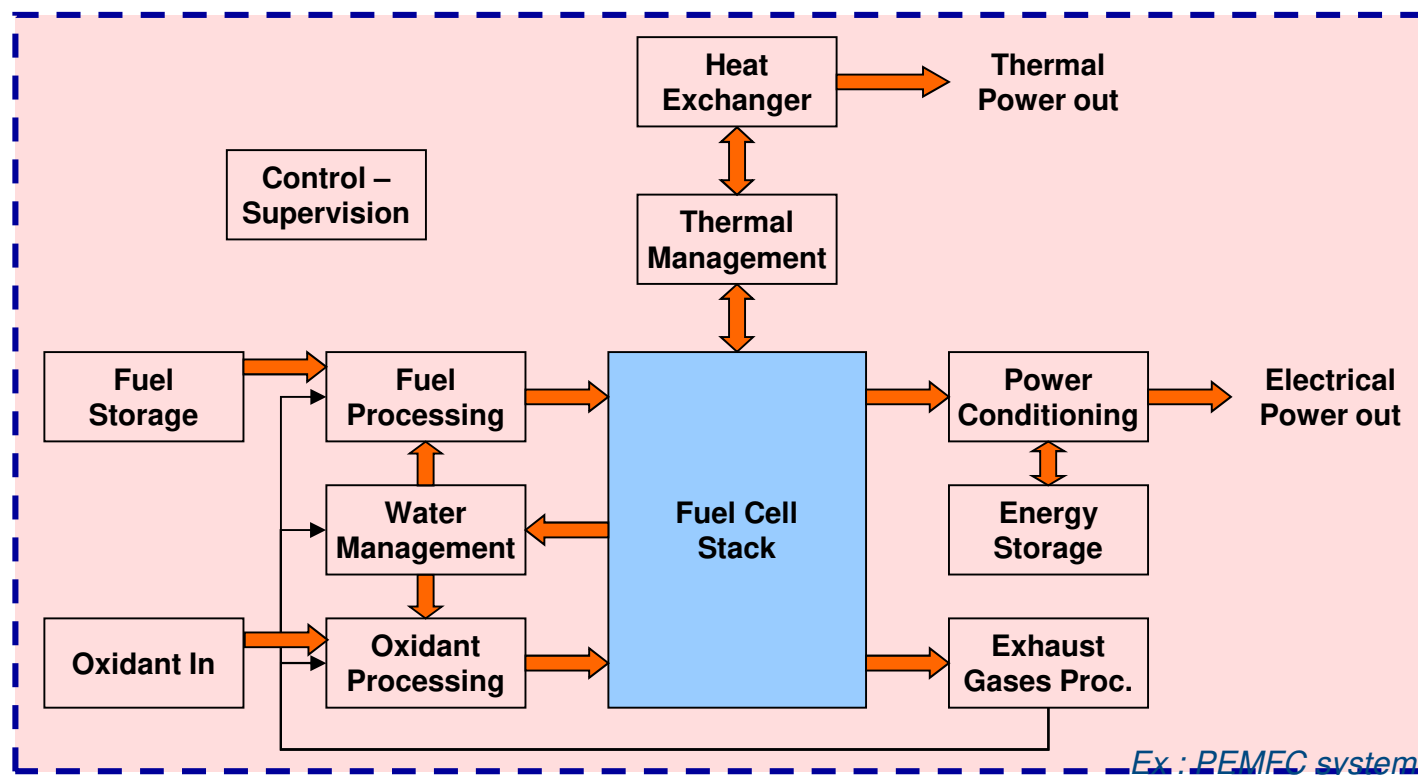 Heat
Exchanger
Thermal
Power out
Control –
Supervision
Thermal
Management
Fuel
Storage
Fuel
Processing
Power
Conditioning
Electrical
Power out
Water
Management
Fuel Cell
Stack
Energy
Storage
Oxidant In
Oxidant
Processing
Exhaust
Gases Proc.
Ex : PEMFC system